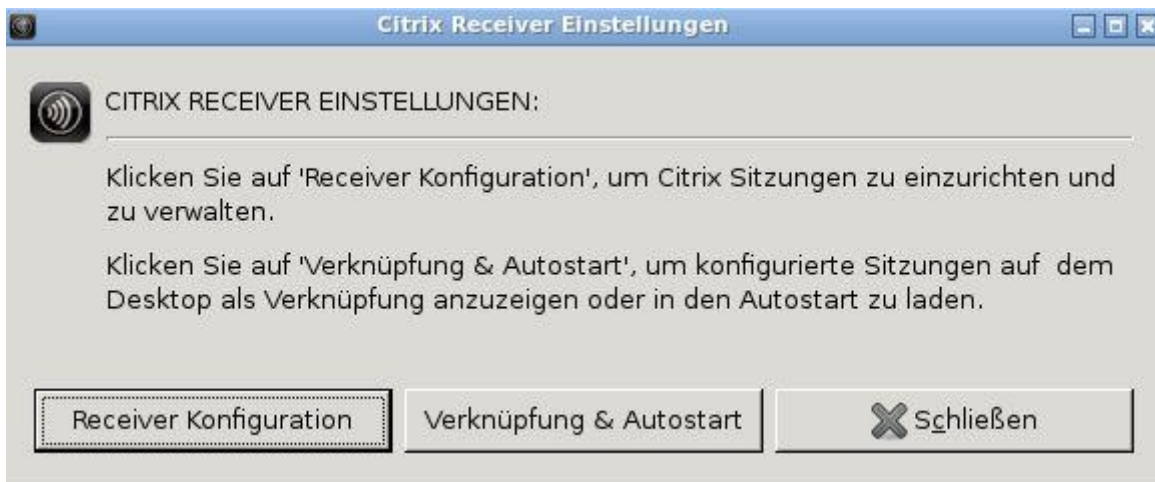 Citrix Receiver Einstellungen
CITRIX RECEIVER EINSTELLUNGEN:
Klicken Sie auf 'Receiver Konfiguration', um Citrix Sitzungen zu einzurichten und
zu verwalten.
Klicken Sie auf 'Verknüpfung & Autostart', um konfigurierte Sitzungen auf dem
Desktop als Verknüpfung anzuzeigen oder in den Autostart zu laden.
Receiver Konfiguration
Verknüpfung & Autostart
Schließen